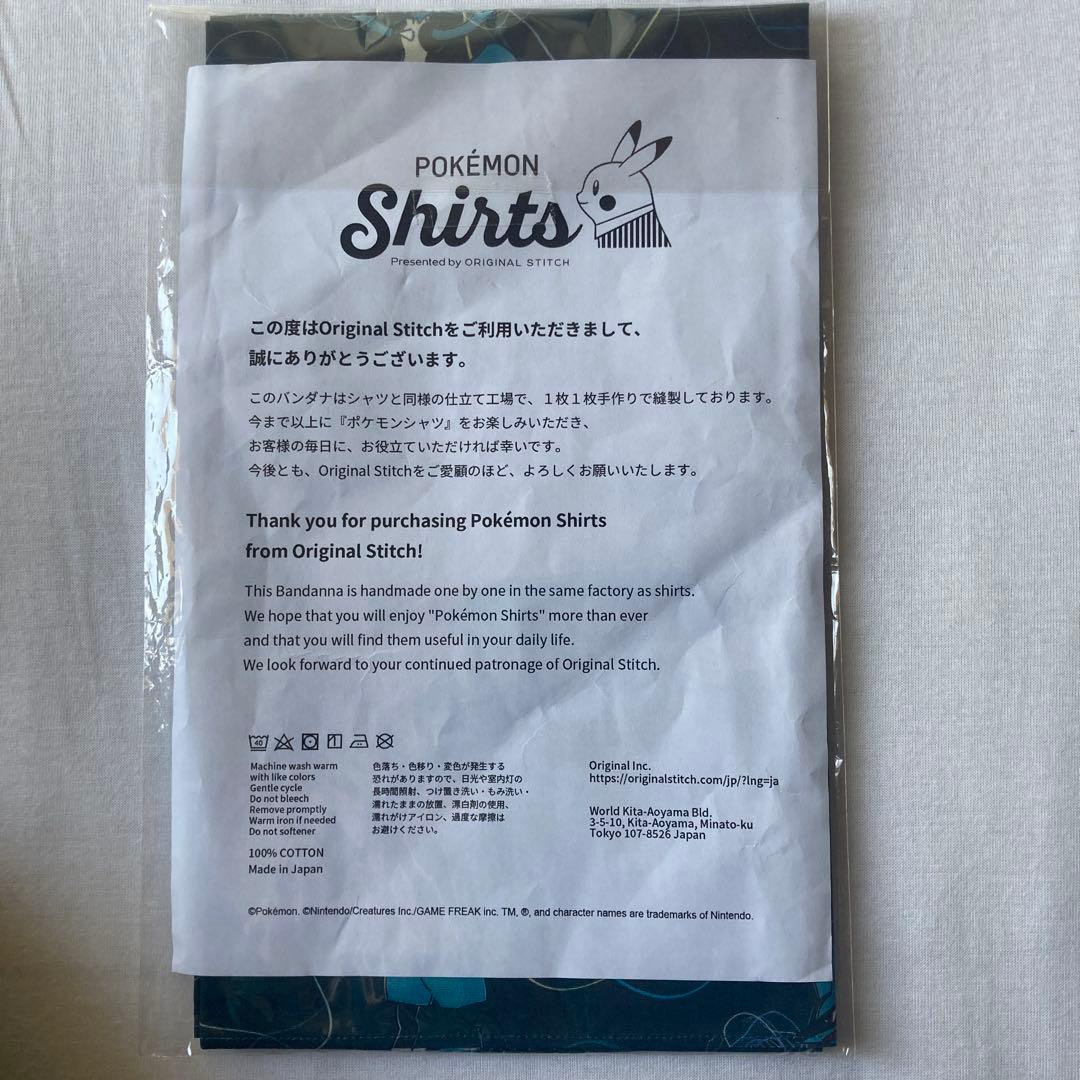 POKÉMON
Shirts
Presented by ORIGINAL STITCH
この度はOriginal Stitchをご利用いただきまして、
誠にありがとうございます。
このバンダナはシャツと同様の仕立て工場で、１枚１枚手作りで縫製しております。
今まで以上に『ポケモンシャツ』をお楽しみいただき、
お客様の毎日に、お役立ていただければ幸いです。
今後とも、Original Stitchをご愛顧のほど、よろしくお願いいたします。
Thank you for purchasing Pokémon Shirts
from Original Stitch!
This Bandanna is handmade one by one in the same factory as shirts.
We hope that you will enjoy "Pokémon Shirts" more than ever
and that you will find them useful in your daily life.
We look forward to your continued patronage of Original Stitch.
40
Machine wash warm
with like colors
Gentle cycle
Do not bleech
Remove promptly
Warm iron if needed
Do not softener
100% COTTON
Made in Japan
色落ち・色移り・変色が発生する
恐れがありますので、日光や室内灯の
長時間照射、つけ置き洗い・もみ洗い・
濡れたままの放置、漂白剤の使用、
濡れがけアイロン、過度な摩擦は
お避けください。
Original Inc.
https://originalstitch.com/jp/?lng=ja
World Kita-Aoyama Bld.
3-5-10, Kita-Aoyama, Minato-ku
Tokyo 107-8526 Japan
©Pokémon. ©Nintendo/Creatures Inc./GAME FREAK inc. TM, ®, and character names are trademarks of Nintendo.